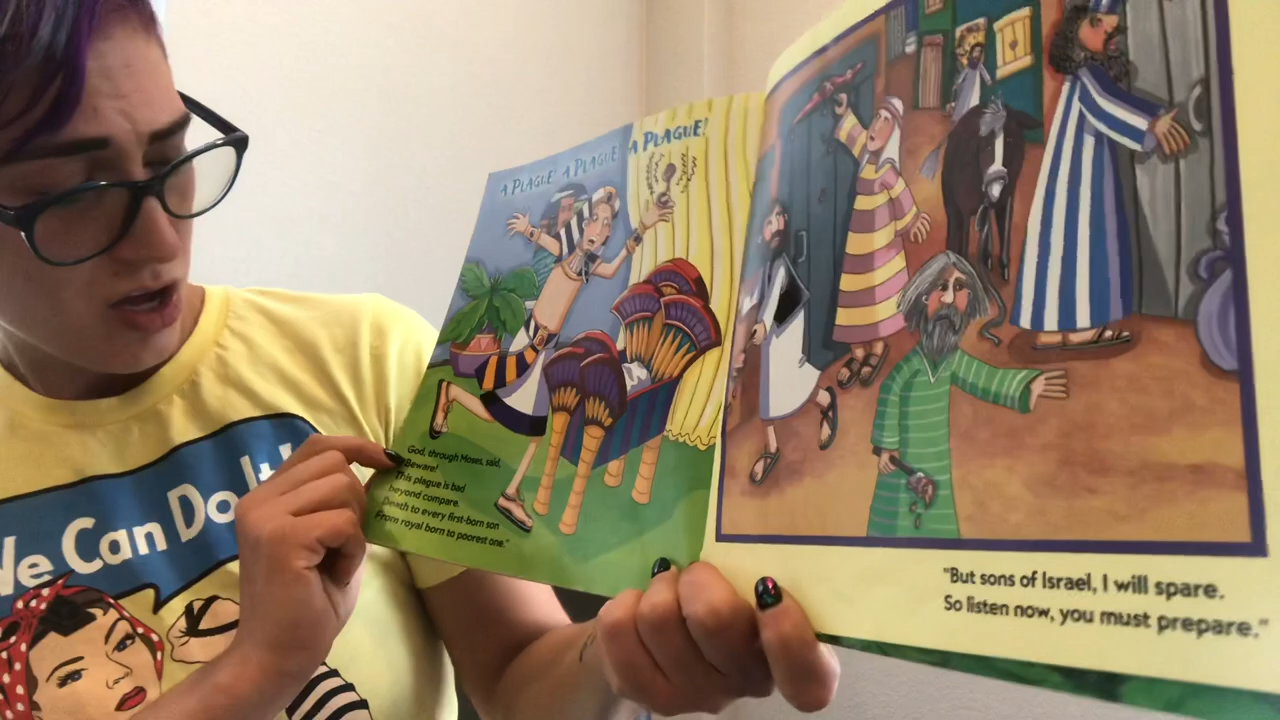 We Can Do It!
A PLAGUE! A PLAGUE! A PLAGUE!
God, through Moses, said,
"Beware!
This plague is bad
beyond compare.
Death to every first-born son
From royal born to poorest one."
"But sons of Israel, I will spare.
So listen now, you must prepare."